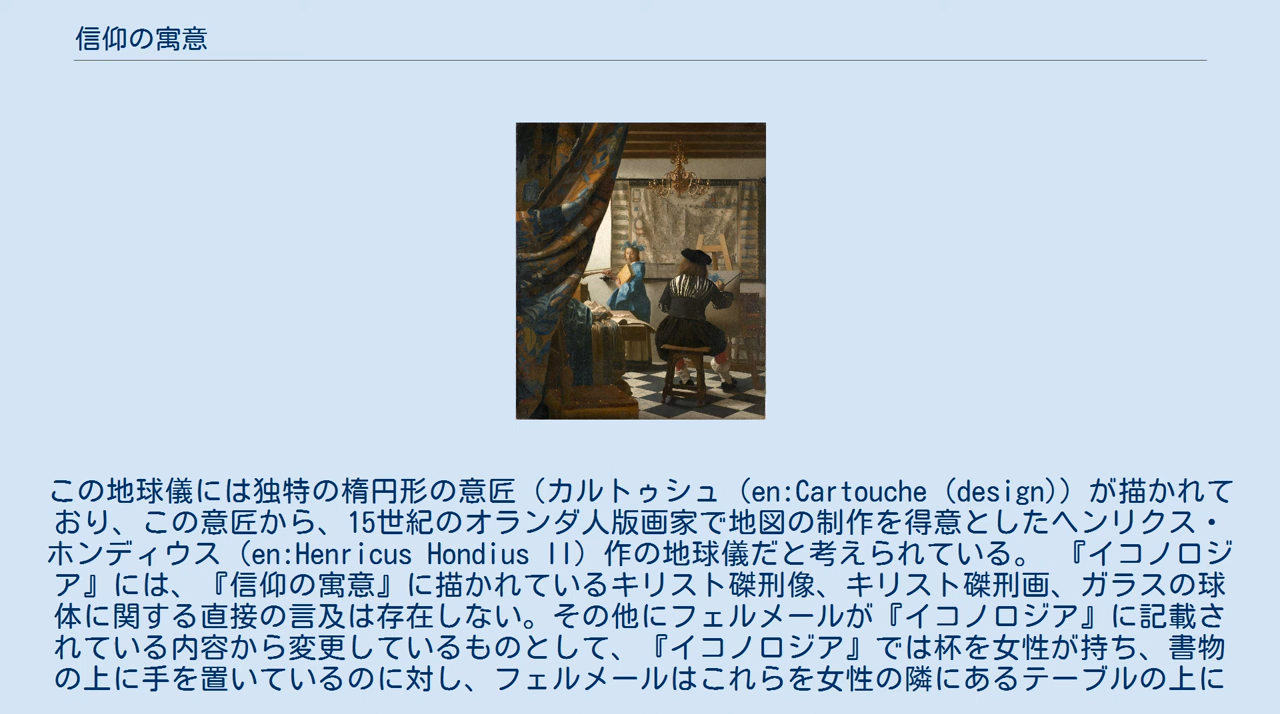 信仰の寓意
この地球儀には独特の楕円形の意匠（カルトゥシュ（en:Cartouche (design)）が描かれて
おり、この意匠から、15世紀のオランダ人版画家で地図の制作を得意としたヘンリクス・
ホンディウス（en:Henricus Hondius II）作の地球儀だと考えられている。　『イコノロジ
ア』には、『信仰の寓意』に描かれているキリスト磔刑像、キリスト磔刑画、ガラスの球
体に関する直接の言及は存在しない。その他にフェルメールが『イコノロジア』に記載さ
れている内容から変更しているものとして、『イコノロジア』では杯を女性が持ち、書物
の上に手を置いているのに対し、フェルメールはこれらを女性の隣にあるテーブルの上に